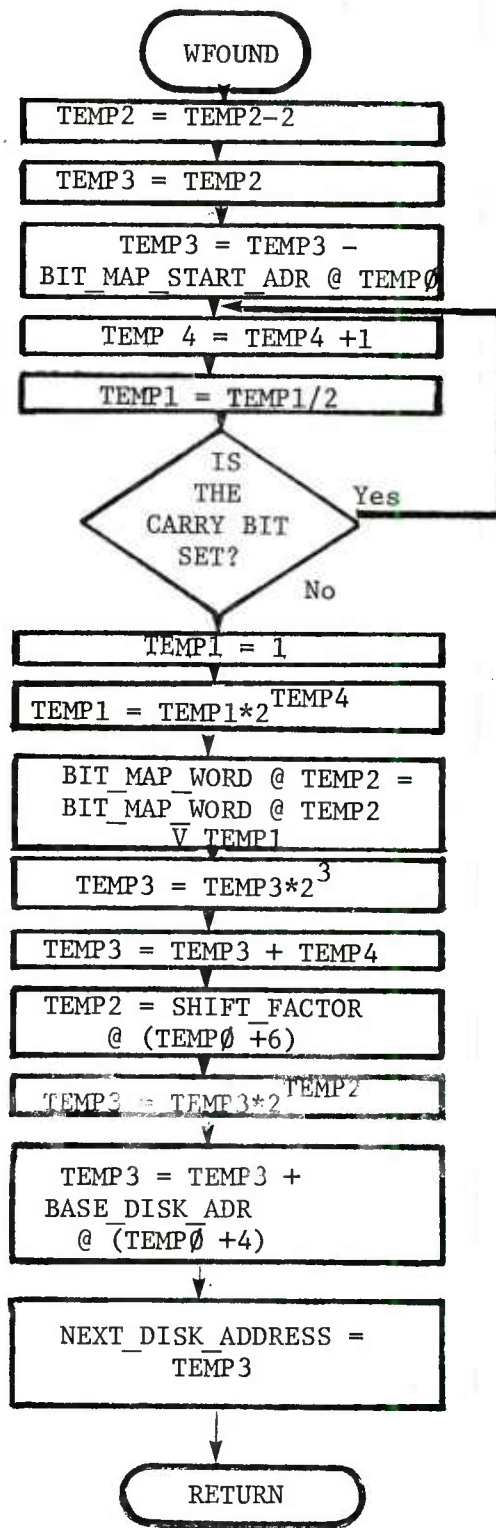 WFOUND
TEMP2 = TEMP2-2
TEMP3 = TEMP2
TEMP3 = TEMP3 -
BIT_MAP_START_ADR @ TEMPØ
TEMP 4 = TEMP4 +1
TEMP1 = TEMP1/2
IS
THE
CARRY BIT
SET?
Yes
No
TEMP1 = 1
TEMP1 = TEMP1*2^TEMP4
BIT_MAP_WORD @ TEMP2 =
BIT_MAP_WORD @ TEMP2
V TEMP1
TEMP3 = TEMP3*2^3
TEMP3 = TEMP3 + TEMP4
TEMP2 = SHIFT_FACTOR
@ (TEMPØ +6)
TEMP3 = TEMP3*2^TEMP2
TEMP3 = TEMP3 +
BASE_DISK_ADR
@ (TEMPØ +4)
NEXT_DISK_ADDRESS =
TEMP3
RETURN